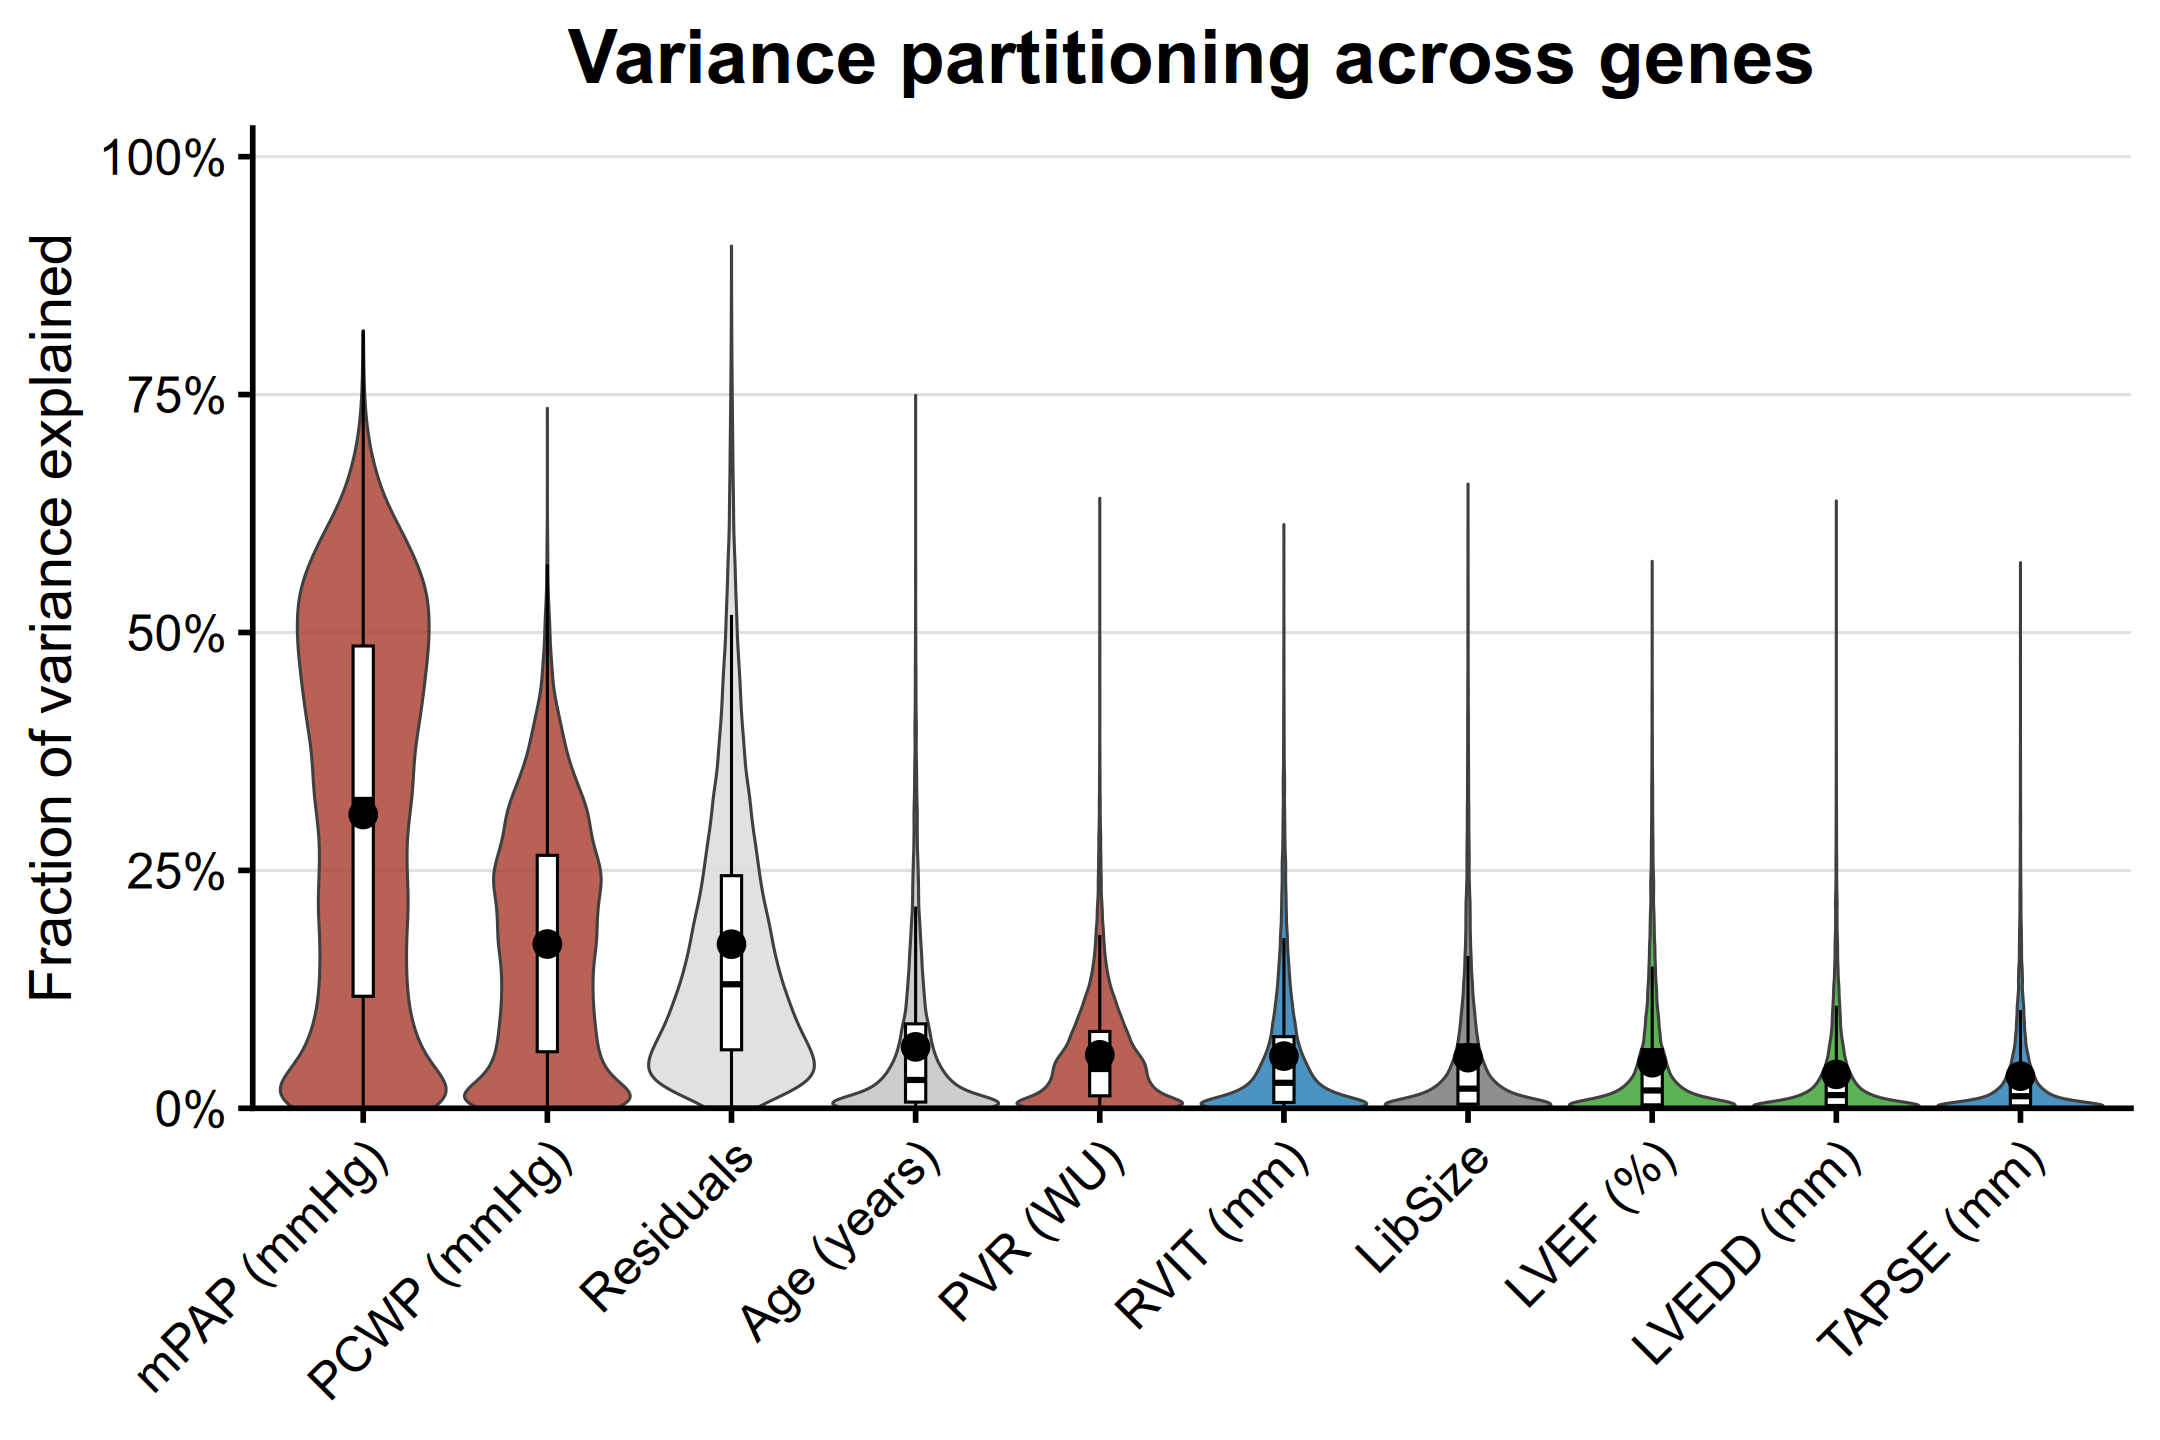 Variance partitioning across genes
Fraction of variance explained
100%
75%
50%
25%
0%
mPAP (mmHg)
PCWP (mmHg)
Residuals
Age (years)
PVR (WU)
RVIT (mm)
LibSize
LVEF (%)
LVEDD (mm)
TAPSE (mm)